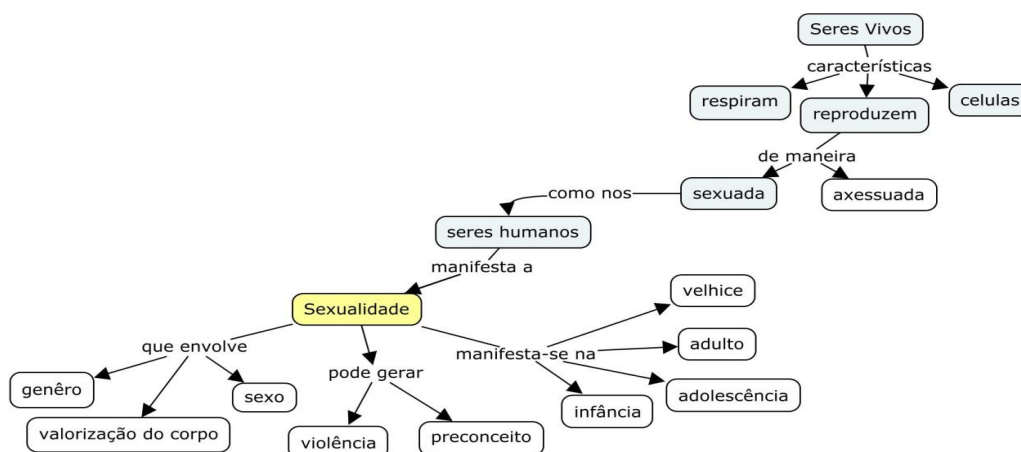 Seres Vivos
características
respiram
reproduzem
celulas
de maneira
sexuada
axessuada
como nos
seres humanos
manifesta a
Sexualidade
que envolve
genêro
valorização do corpo
sexo
pode gerar
violência
preconceito
manifesta-se na
velhice
adulto
adolescência
infância